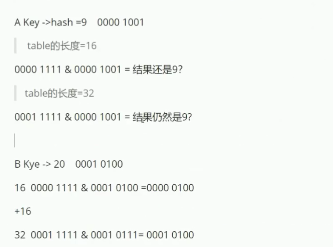 A Key ->hash =9 0000 1001
table的长度=16
0000 1111 & 0000 1001 = 结果还是9?
table的长度=32
0001 1111 & 0000 1001 = 结果仍然是9?
B Kye -> 20 0001 0100
16 0000 1111 & 0001 0100 =0000 0100
+16
32 0001 1111 & 0001 0111= 0001 0100